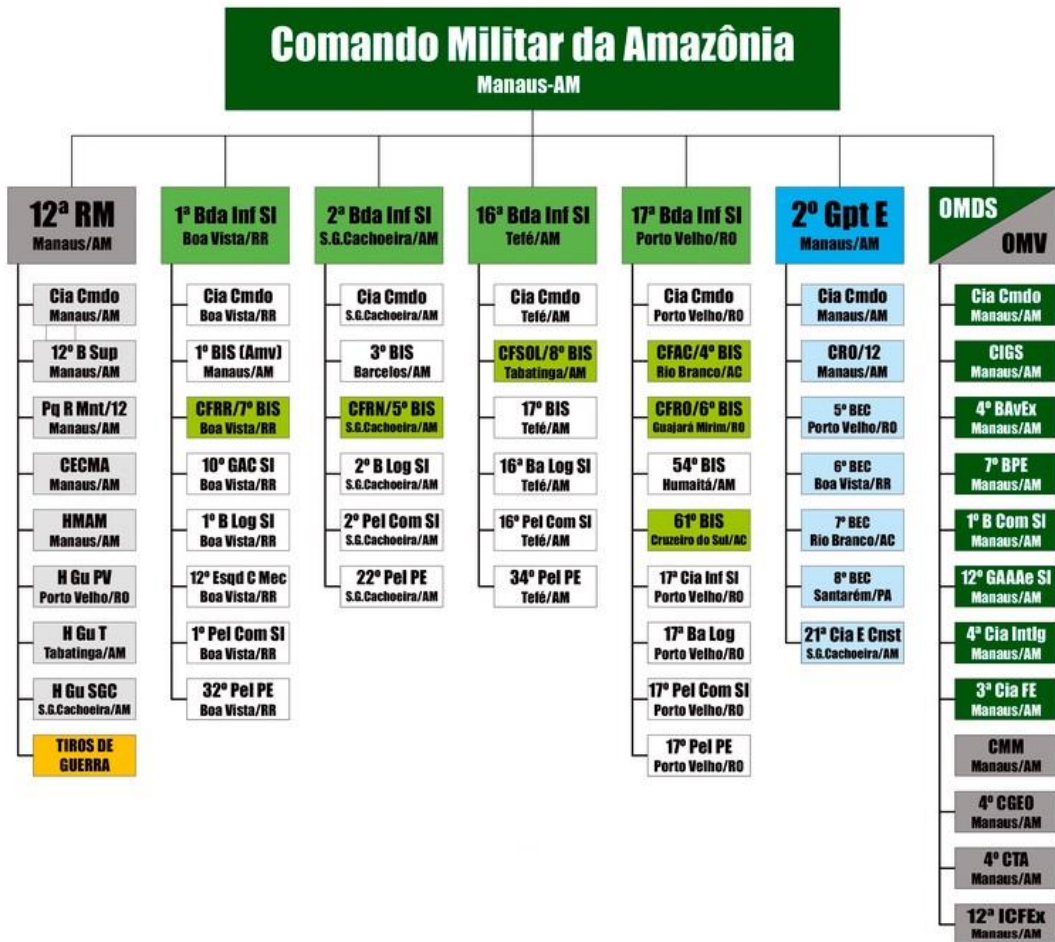 Comando Militar da Amazônia
Manaus-AM
12ª RM
Manaus/AM
Cia Cmdo
Manaus/AM
12º B Sup
Manaus/AM
Pq R Mnt/12
Manaus/AM
CECMA
Manaus/AM
HMAM
Manaus/AM
H Gu PV
Porto Velho/RO
H Gu T
Tabatinga/AM
H Gu SGC
S.G.Cachoeira/AM
TIROS DE
GUERRA
1ª Bda Inf SI
Boa Vista/RR
Cia Cmdo
Boa Vista/RR
1º BIS (Amv)
Manaus/AM
CFRR/7º BIS
Boa Vista/RR
10º GAC SI
Boa Vista/RR
1º B Log SI
Boa Vista/RR
12º Esqd C Mec
Boa Vista/RR
1º Pel Com SI
Boa Vista/RR
32º Pel PE
Boa Vista/RR
2ª Bda Inf SI
S.G.Cachoeira/AM
Cia Cmdo
S.G.Cachoeira/AM
3º BIS
Barcelos/AM
CFRN/5º BIS
S.G.Cachoeira/AM
2º B Log SI
S.G.Cachoeira/AM
2º Pel Com SI
S.G.Cachoeira/AM
22º Pel PE
S.G.Cachoeira/AM
16ª Bda Inf SI
Tefé/AM
Cia Cmdo
Tefé/AM
CFSOL/8º BIS
Tabatinga/AM
17º BIS
Tefé/AM
16ª Ba Log SI
Tefé/AM
16º Pel Com SI
Tefé/AM
34º Pel PE
Tefé/AM
17ª Bda Inf SI
Porto Velho/RO
Cia Cmdo
Porto Velho/RO
CFAC/4º BIS
Rio Branco/AC
CFRO/6º BIS
Guajará Mirim/RO
54º BIS
Humaitá/AM
61º BIS
Cruzeiro do Sul/AC
17ª Cia Inf SI
Porto Velho/RO
17ª Ba Log
Porto Velho/RO
17º Pel Com SI
Porto Velho/RO
17º Pel PE
Porto Velho/RO
2º Gpt E
Manaus/AM
Cia Cmdo
Manaus/AM
CRO/12
Manaus/AM
5º BEC
Porto Velho/RO
6º BEC
Boa Vista/RR
7º BEC
Rio Branco/AC
8º BEC
Santarém/PA
21ª Cia E Cnst
S.G.Cachoeira/AM
OMDS
OMV
Cia Cmdo
Manaus/AM
CIGS
Manaus/AM
4º BAvEx
Manaus/AM
7º BPE
Manaus/AM
1º B Com SI
Manaus/AM
12º GAAAe SI
Manaus/AM
4ª Cia Intlg
Manaus/AM
3ª Cia FE
Manaus/AM
CMM
Manaus/AM
4º CGEO
Manaus/AM
4º CTA
Manaus/AM
12ª ICFEx
Manaus/AM